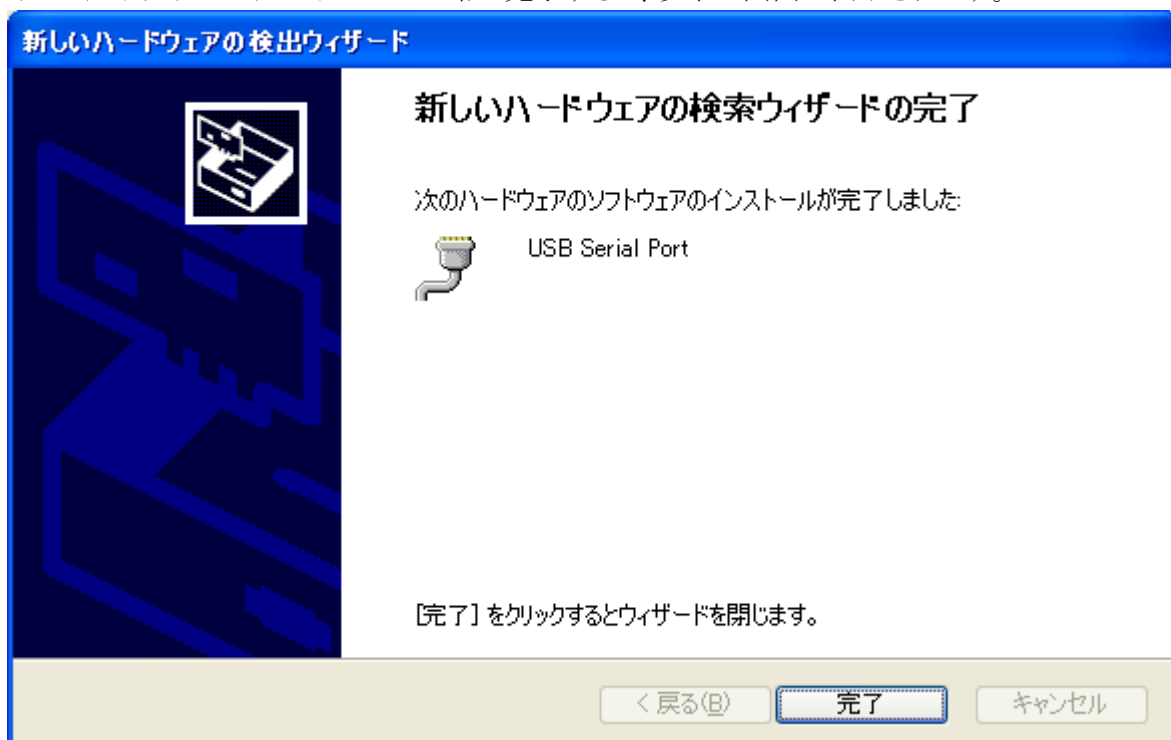 新しいハードウェアの検出ウィザード
新しいハードウェアの検索ウィザードの完了
次のハードウェアのソフトウェアのインストールが完了しました:
USB Serial Port
[完了] をクリックするとウィザードを閉じます。
< 戻る(B)
完了
キャンセル